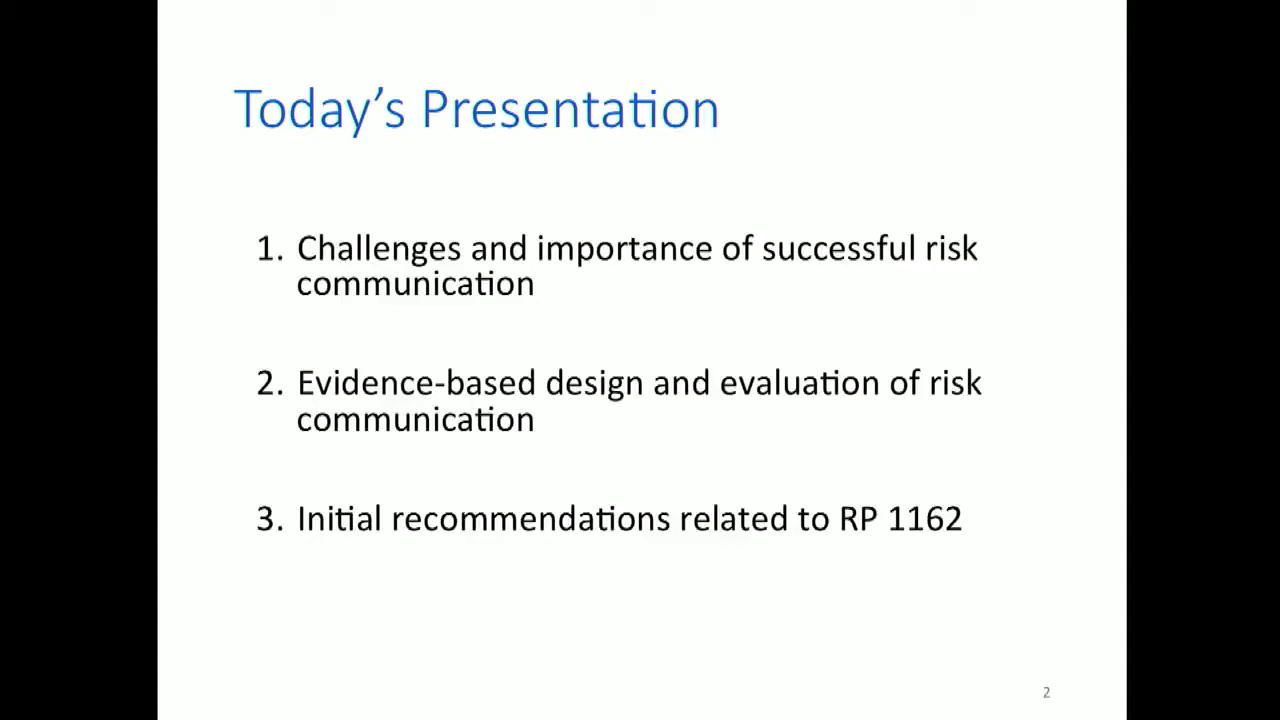 Today’s Presentation
1. Challenges and importance of successful risk
communication
2. Evidence-based design and evaluation of risk
communication
3. Initial recommendations related to RP 1162
2